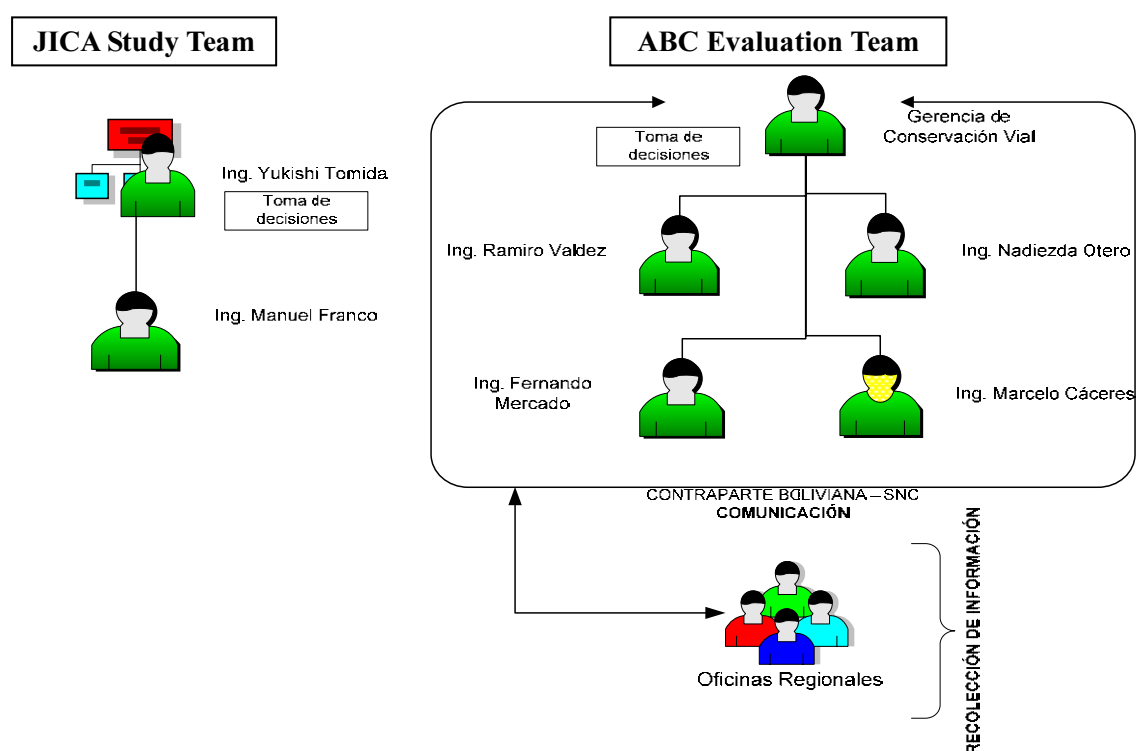 JICA Study Team
ABC Evaluation Team
Ing. Yukishi Tomida
Toma de
decisiones
Ing. Manuel Franco
Toma de
decisiones
Gerencia de
Conservación Vial
Ing. Ramiro Valdez
Ing. Nadiezda Otero
Ing. Fernando
Mercado
Ing. Marcelo Cáceres
CONTRAPARTE BOLIVIANA – SNC
COMUNICACIÓN
Oficinas Regionales
RECOLECCIÓN DE INFORMACIÓN